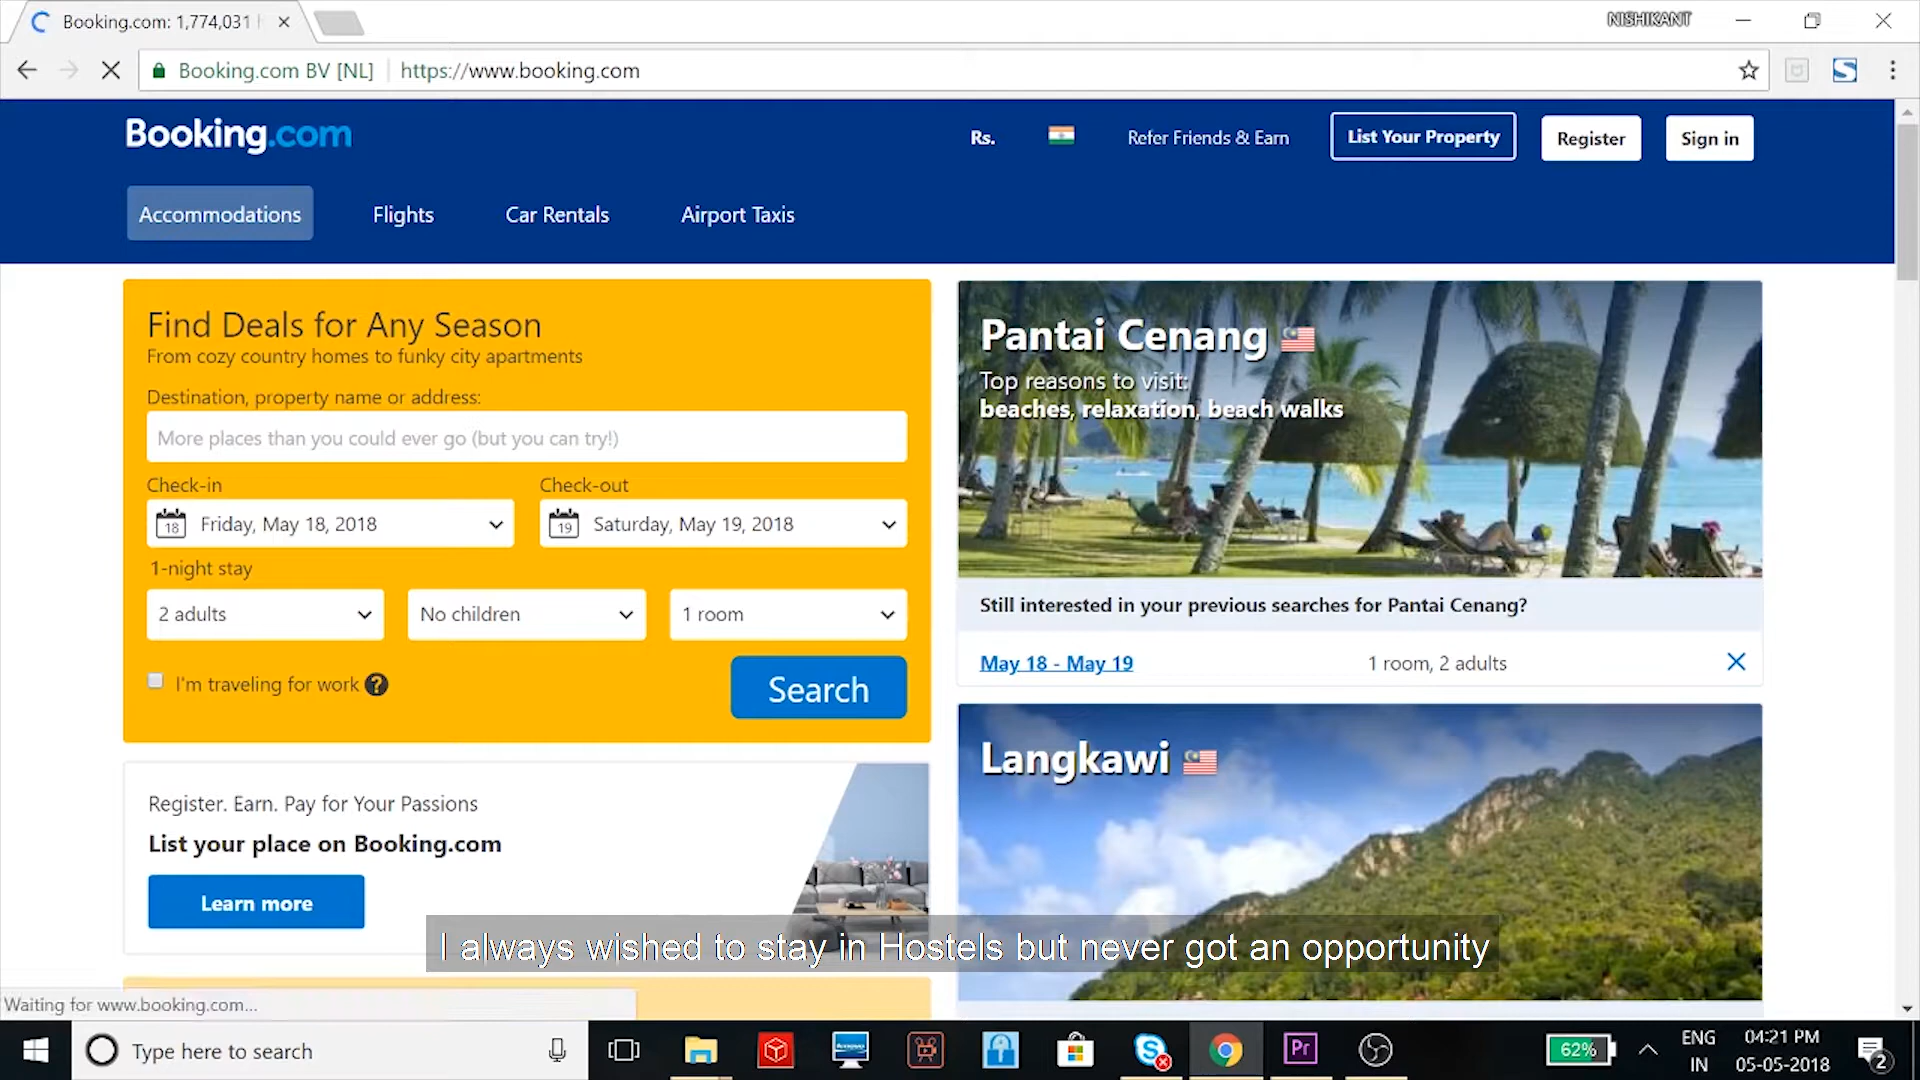 Booking.com: 1,774,031
NISHIKANT
Booking.com BV [NL]
https://www.booking.com
Booking.com
Rs.
Refer Friends & Earn
List Your Property
Register
Sign in
Accommodations
Flights
Car Rentals
Airport Taxis
Find Deals for Any Season
From cozy country homes to funky city apartments
Destination, property name or address:
More places than you could ever go (but you can try!)
Check-in
Check-out
18
Friday, May 18, 2018
19
Saturday, May 19, 2018
1-night stay
2 adults
No children
1 room
I'm traveling for work ?
Search
Pantai Cenang
Top reasons to visit:
beaches, relaxation, beach walks
Still interested in your previous searches for Pantai Cenang?
May 18 - May 19
1 room, 2 adults
Langkawi
Register. Earn. Pay for Your Passions
List your place on Booking.com
Learn more
I always wished to stay in Hostels but never got an opportunity
Waiting for www.booking.com...
Type here to search
Pr
62%
ENG
IN
04:21 PM
05-05-2018
2